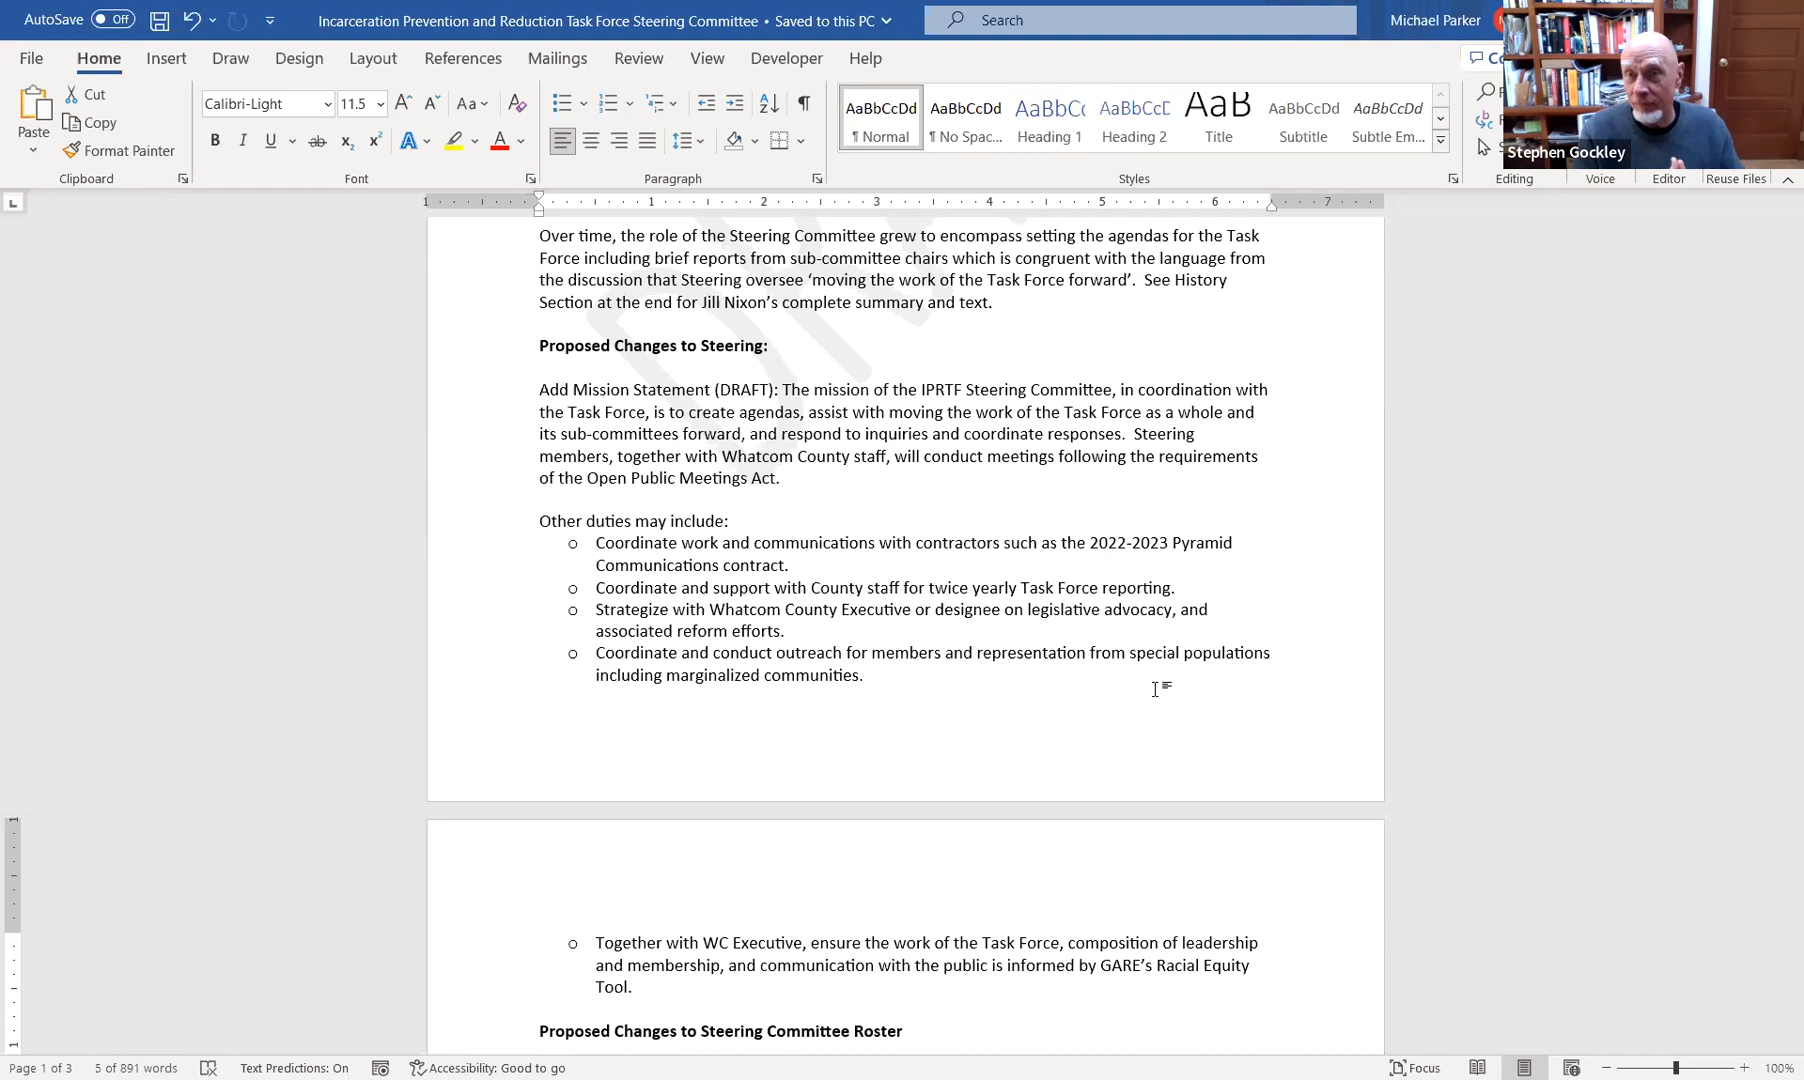 AutoSave Off Incarceration Prevention and Reduction Task Force Steering Committee • Saved to this PC Search Michael Parker
File Home Insert Draw Design Layout References Mailings Review View Developer Help
Paste Cut Copy Format Painter Clipboard
Calibri-Light 11.5 Aa Font
Paragraph
AaBbCcDd AaBbCcDd AaBbCc AaBbCcD AaB AaBbCcDd AaBbCcDd
¶ Normal ¶ No Spac... Heading 1 Heading 2 Title Subtitle Subtle Em...
Styles Editing Voice Editor Reuse Files
Stephen Gockley
1 1 2 3 4 5 6 7
DRAFT
Over time, the role of the Steering Committee grew to encompass setting the agendas for the Task
Force including brief reports from sub-committee chairs which is congruent with the language from
the discussion that Steering oversee ‘moving the work of the Task Force forward’. See History
Section at the end for Jill Nixon’s complete summary and text.
Proposed Changes to Steering:
Add Mission Statement (DRAFT): The mission of the IPRTF Steering Committee, in coordination with
the Task Force, is to create agendas, assist with moving the work of the Task Force as a whole and
its sub-committees forward, and respond to inquiries and coordinate responses. Steering
members, together with Whatcom County staff, will conduct meetings following the requirements
of the Open Public Meetings Act.
Other duties may include:
o Coordinate work and communications with contractors such as the 2022-2023 Pyramid
Communications contract.
o Coordinate and support with County staff for twice yearly Task Force reporting.
o Strategize with Whatcom County Executive or designee on legislative advocacy, and
associated reform efforts.
o Coordinate and conduct outreach for members and representation from special populations
including marginalized communities.
o Together with WC Executive, ensure the work of the Task Force, composition of leadership
and membership, and communication with the public is informed by GARE’s Racial Equity
Tool.
Proposed Changes to Steering Committee Roster
Page 1 of 3 5 of 891 words Text Predictions: On Accessibility: Good to go Focus 100%